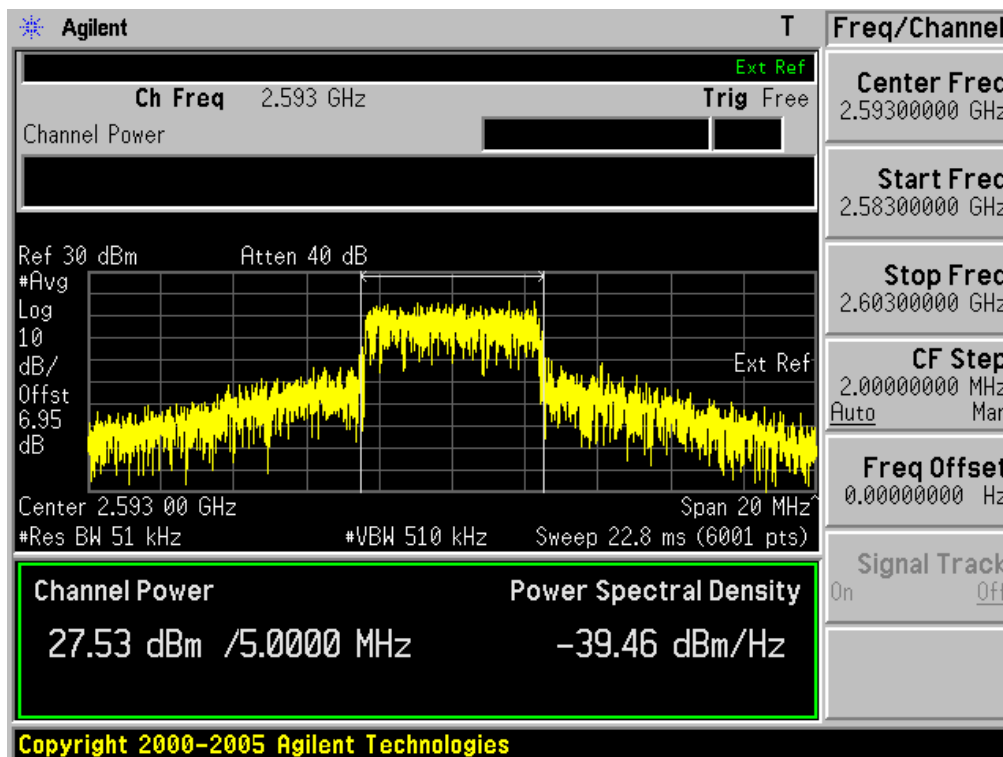 Agilent T Freq/Channel
Ext Ref
Ch Freq 2.593 GHz Trig Free
Channel Power
Center Freq
2.59300000 GHz
Start Freq
2.58300000 GHz
Stop Freq
2.60300000 GHz
CF Step
2.00000000 MHz
Auto Man
Freq Offset
0.00000000 Hz
Signal Track
On Off
Ref 30 dBm Atten 40 dB
#Avg
Log
10
dB/
Offst
6.95
dB
Ext Ref
Center 2.593 00 GHz Span 20 MHz^
#Res BW 51 kHz #VBW 510 kHz Sweep 22.8 ms (6001 pts)
Channel Power Power Spectral Density
27.53 dBm /5.0000 MHz -39.46 dBm/Hz
Copyright 2000-2005 Agilent Technologies